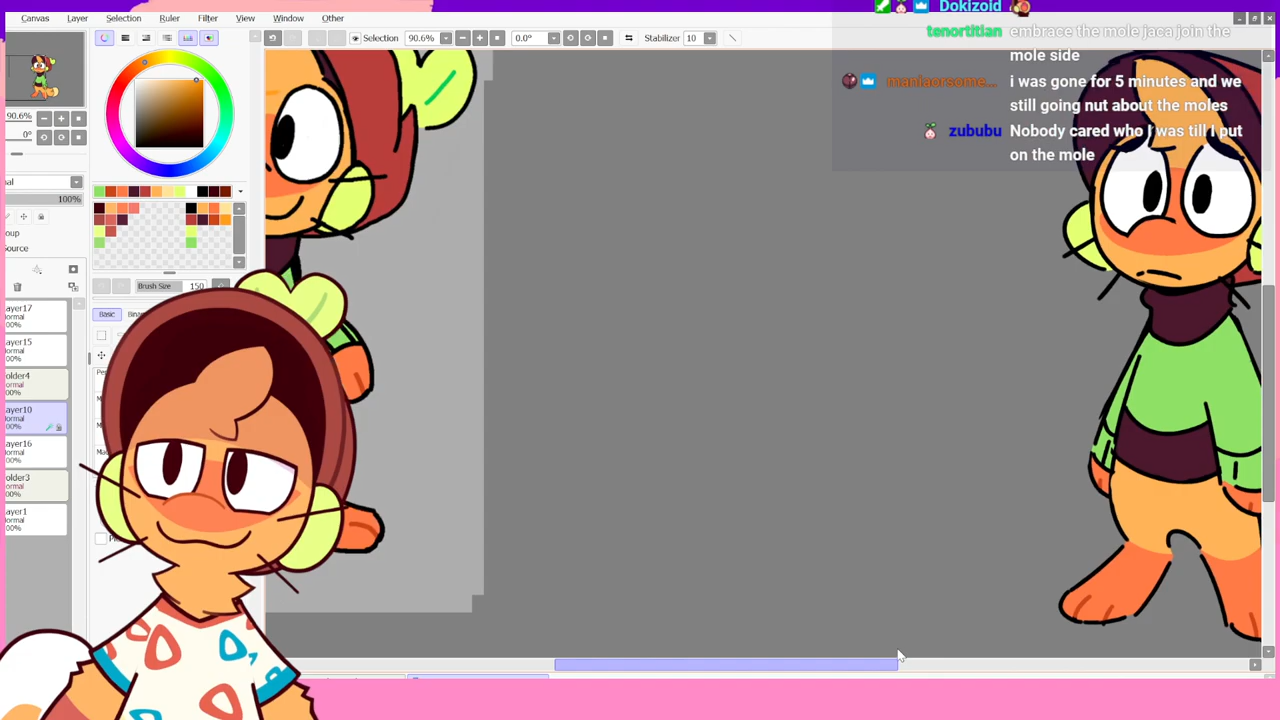 Canvas Layer Selection Ruler Filter View Window Other
Dokizoid
tenortitian embrace the mole jaca join the
mole side
maniaorsome... i was gone for 5 minutes and we
still going nut about the moles
zububu Nobody cared who I was till I put
on the mole
Selection 90.6% 0.0° Stabilizer 10
90.6%
0°
100%
Brush Size 150
Basic
ayer17
ormal
00%
ayer15
ormal
00%
older4
ormal
00%
ayer10
ormal
00%
ayer16
ormal
00%
older3
ormal
00%
ayer1
ormal
00%